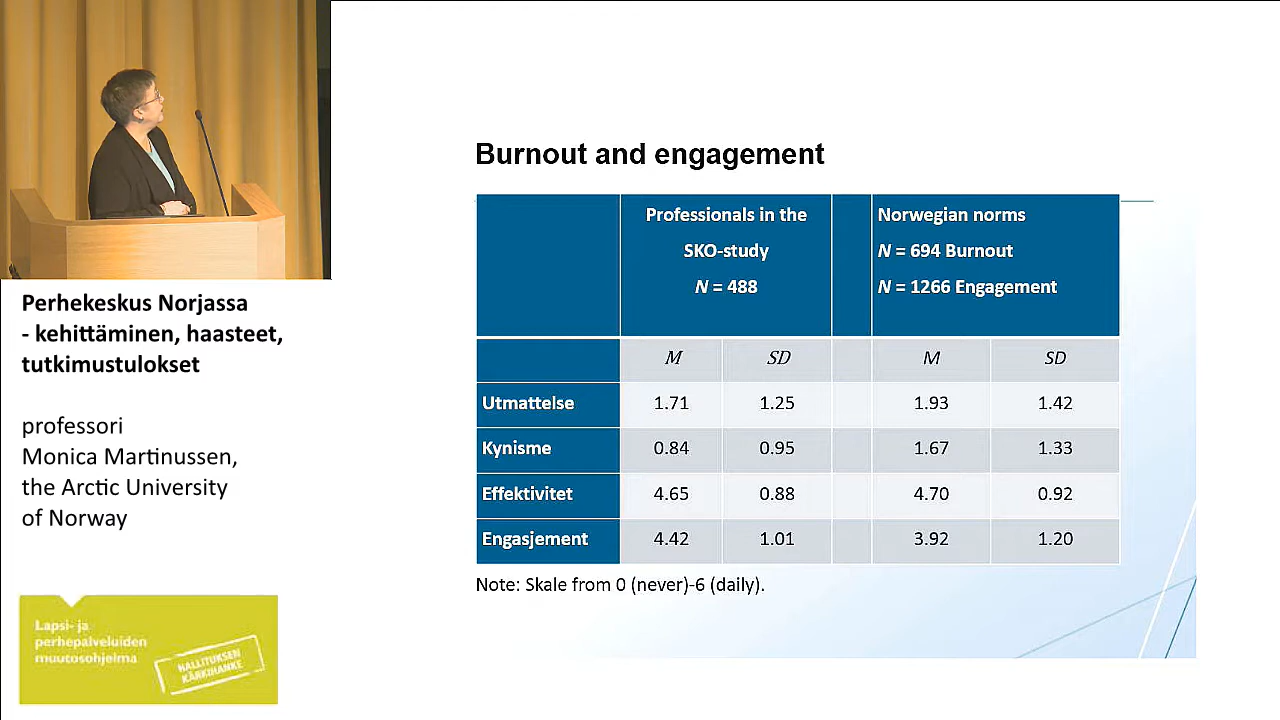 Burnout and engagement
Professionals in the
SKO-study
N = 488
Norwegian norms
N = 694 Burnout
N = 1266 Engagement
M SD M SD
Utmattelse 1.71 1.25 1.93 1.42
Kynisme 0.84 0.95 1.67 1.33
Effektivitet 4.65 0.88 4.70 0.92
Engasjement 4.42 1.01 3.92 1.20
Note: Skale from 0 (never)-6 (daily).
Perhekeskus Norjassa
- kehittäminen, haasteet,
tutkimustulokset
professori
Monica Martinussen,
the Arctic University
of Norway
Lapsi- ja
perhepalveluiden
muutosohjelma
HALLITUKSEN
KÄRKIHANKE